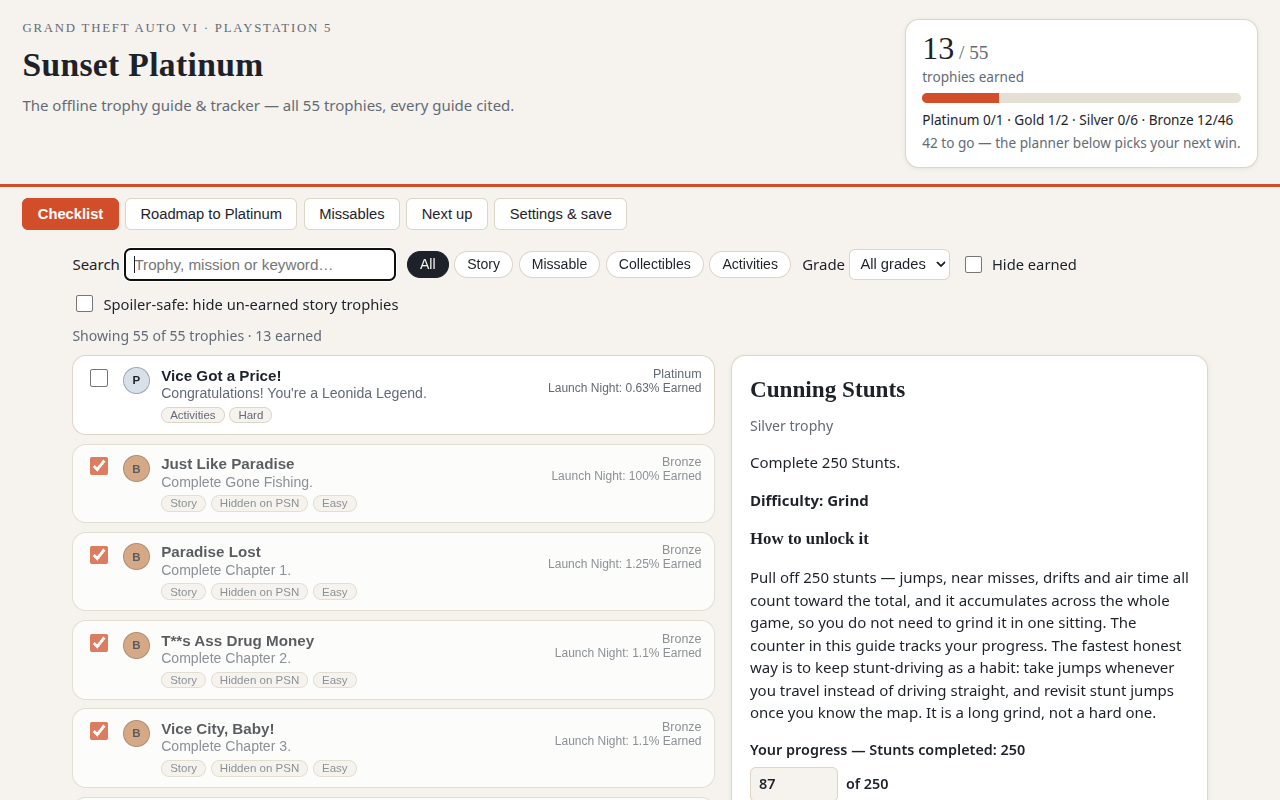 GRAND THEFT AUTO VI · PLAYSTATION 5
Sunset Platinum
The offline trophy guide & tracker — all 55 trophies, every guide cited.
13 / 55
trophies earned
Platinum 0/1 · Gold 1/2 · Silver 0/6 · Bronze 12/46
42 to go — the planner below picks your next win.
Checklist
Roadmap to Platinum
Missables
Next up
Settings & save
Search
Trophy, mission or keyword…
All
Story
Missable
Collectibles
Activities
Grade
All grades
Hide earned
Spoiler-safe: hide un-earned story trophies
Showing 55 of 55 trophies · 13 earned
P
Vice Got a Price!
Congratulations! You're a Leonida Legend.
Activities
Hard
Platinum
Launch Night: 0.63% Earned
B
Just Like Paradise
Complete Gone Fishing.
Story
Hidden on PSN
Easy
Bronze
Launch Night: 100% Earned
B
Paradise Lost
Complete Chapter 1.
Story
Hidden on PSN
Easy
Bronze
Launch Night: 1.25% Earned
B
T**s Ass Drug Money
Complete Chapter 2.
Story
Hidden on PSN
Easy
Bronze
Launch Night: 1.1% Earned
B
Vice City, Baby!
Complete Chapter 3.
Story
Hidden on PSN
Easy
Bronze
Launch Night: 1.1% Earned
Cunning Stunts
Silver trophy
Complete 250 Stunts.
Difficulty: Grind
How to unlock it
Pull off 250 stunts — jumps, near misses, drifts and air time all
count toward the total, and it accumulates across the whole
game, so you do not need to grind it in one sitting. The
counter in this guide tracks your progress. The fastest honest
way is to keep stunt-driving as a habit: take jumps whenever
you travel instead of driving straight, and revisit stunt jumps
once you know the map. It is a long grind, not a hard one.
Your progress — Stunts completed: 250
87
of 250